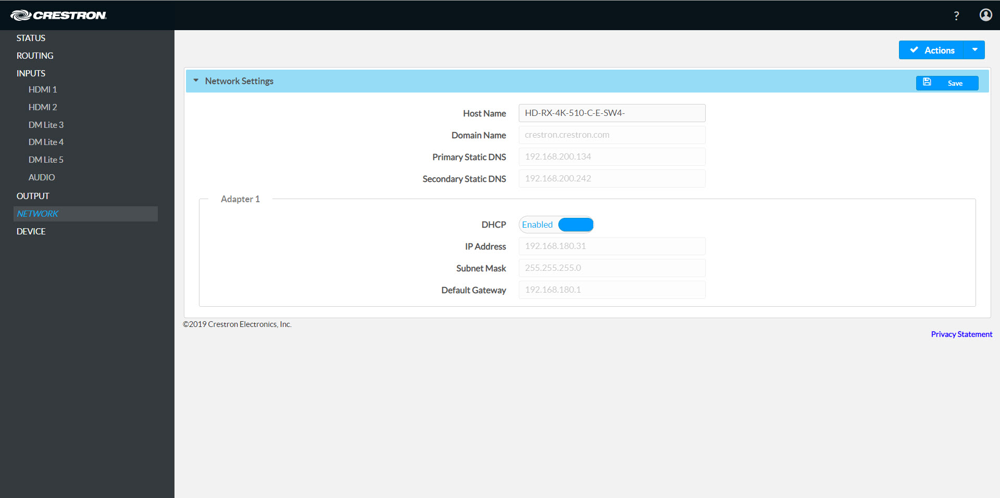 CRESTRON
?
STATUS
ROUTING
INPUTS
HDMI 1
HDMI 2
DM Lite 3
DM Lite 4
DM Lite 5
AUDIO
OUTPUT
NETWORK
DEVICE
Actions
Network Settings
Save
Host Name HD-RX-4K-510-C-E-SW4-
Domain Name crestron.crestron.com
Primary Static DNS 192.168.200.134
Secondary Static DNS 192.168.200.242
Adapter 1
DHCP Enabled
IP Address 192.168.180.31
Subnet Mask 255.255.255.0
Default Gateway 192.168.180.1
©2019 Crestron Electronics, Inc.
Privacy Statement